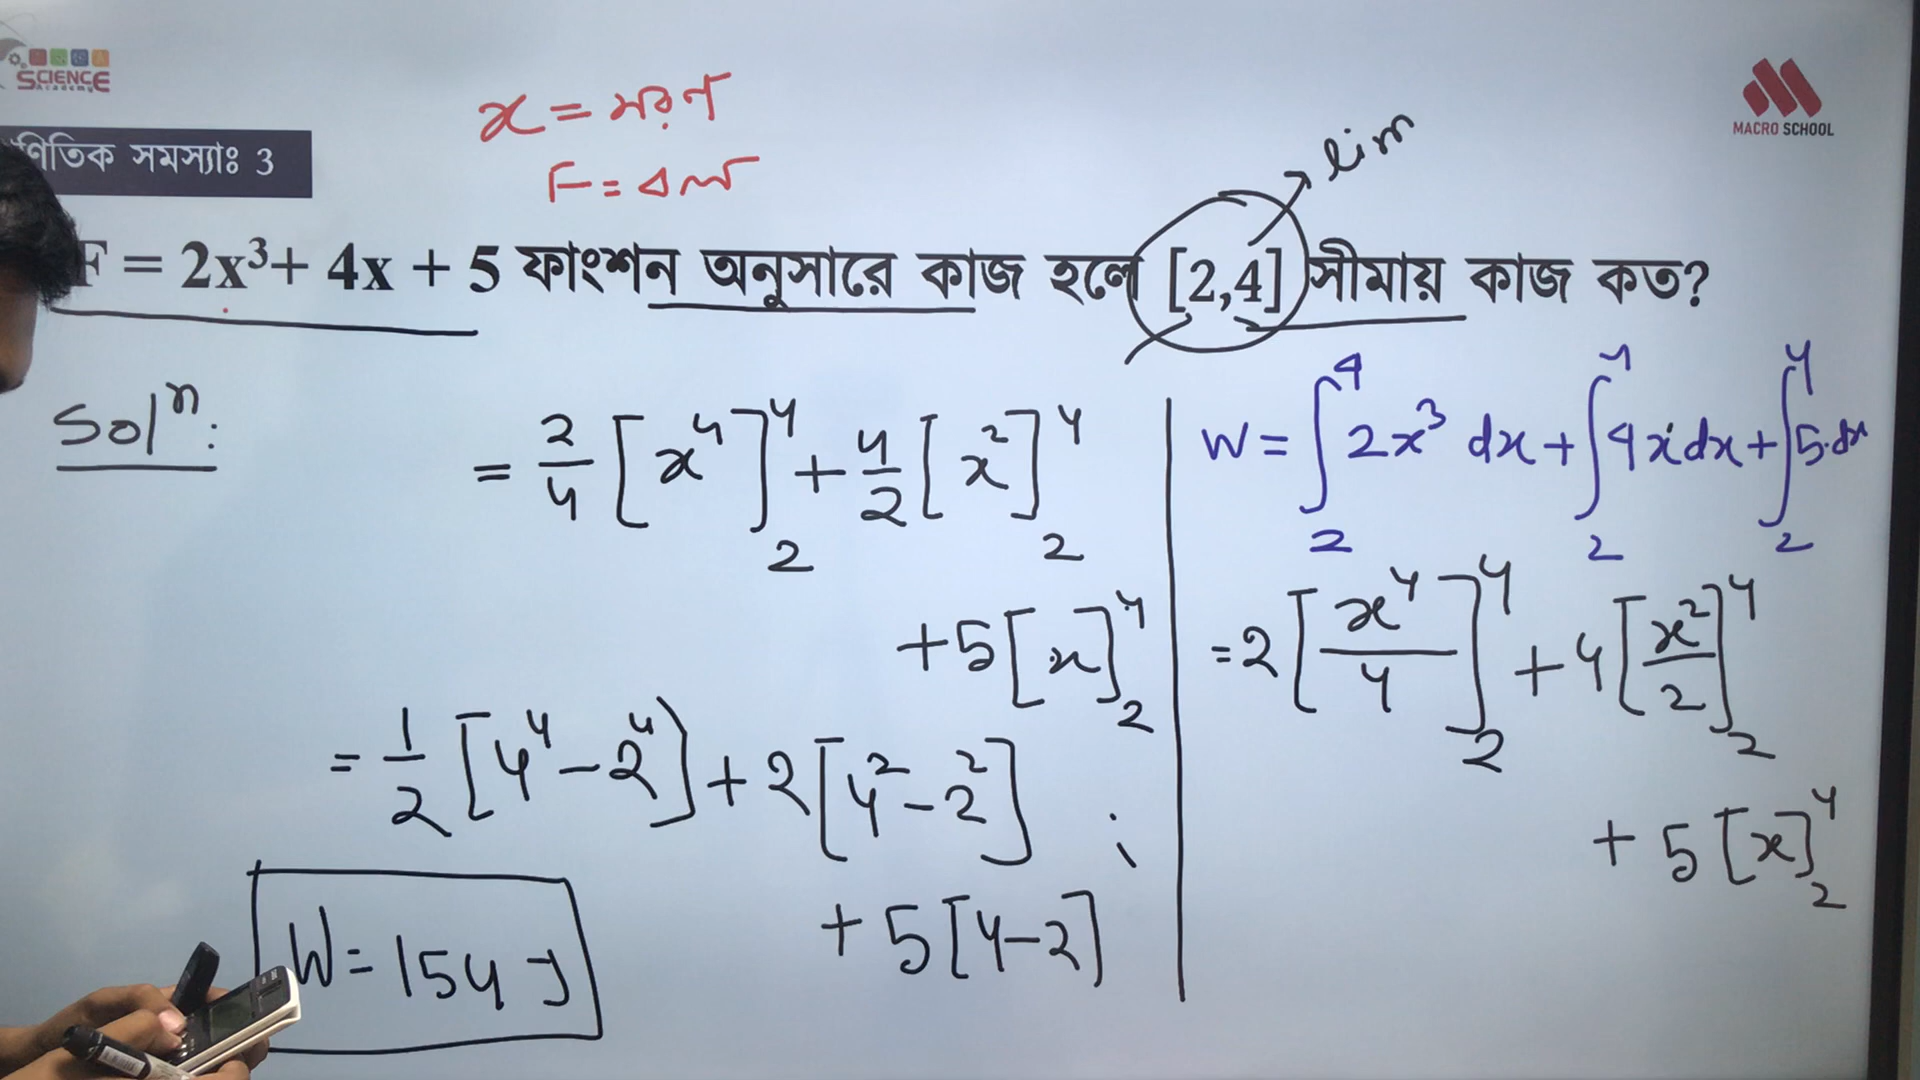 SCIENCE
Academy
MACRO SCHOOL
ণিতিক সমস্যাঃ 3
x = সরণ
F = বল
lim
F = 2x³+ 4x + 5 ফাংশন অনুসারে কাজ হলে [2,4] সীমায় কাজ কত?
Solⁿ:
W = ∫₂⁴ 2x³ dx + ∫₂⁴ 4x dx + ∫₂⁴ 5·dx
= 2 [x⁴/4]₂⁴ + 4 [x²/2]₂⁴
+ 5 [x]₂⁴
= 2/4 [x⁴]₂⁴ + 4/2 [x²]₂⁴
+ 5 [x]₂⁴
= 1/2 [4⁴ – 2⁴] + 2 [4² – 2²]
+ 5 [4 – 2]
W = 154 J